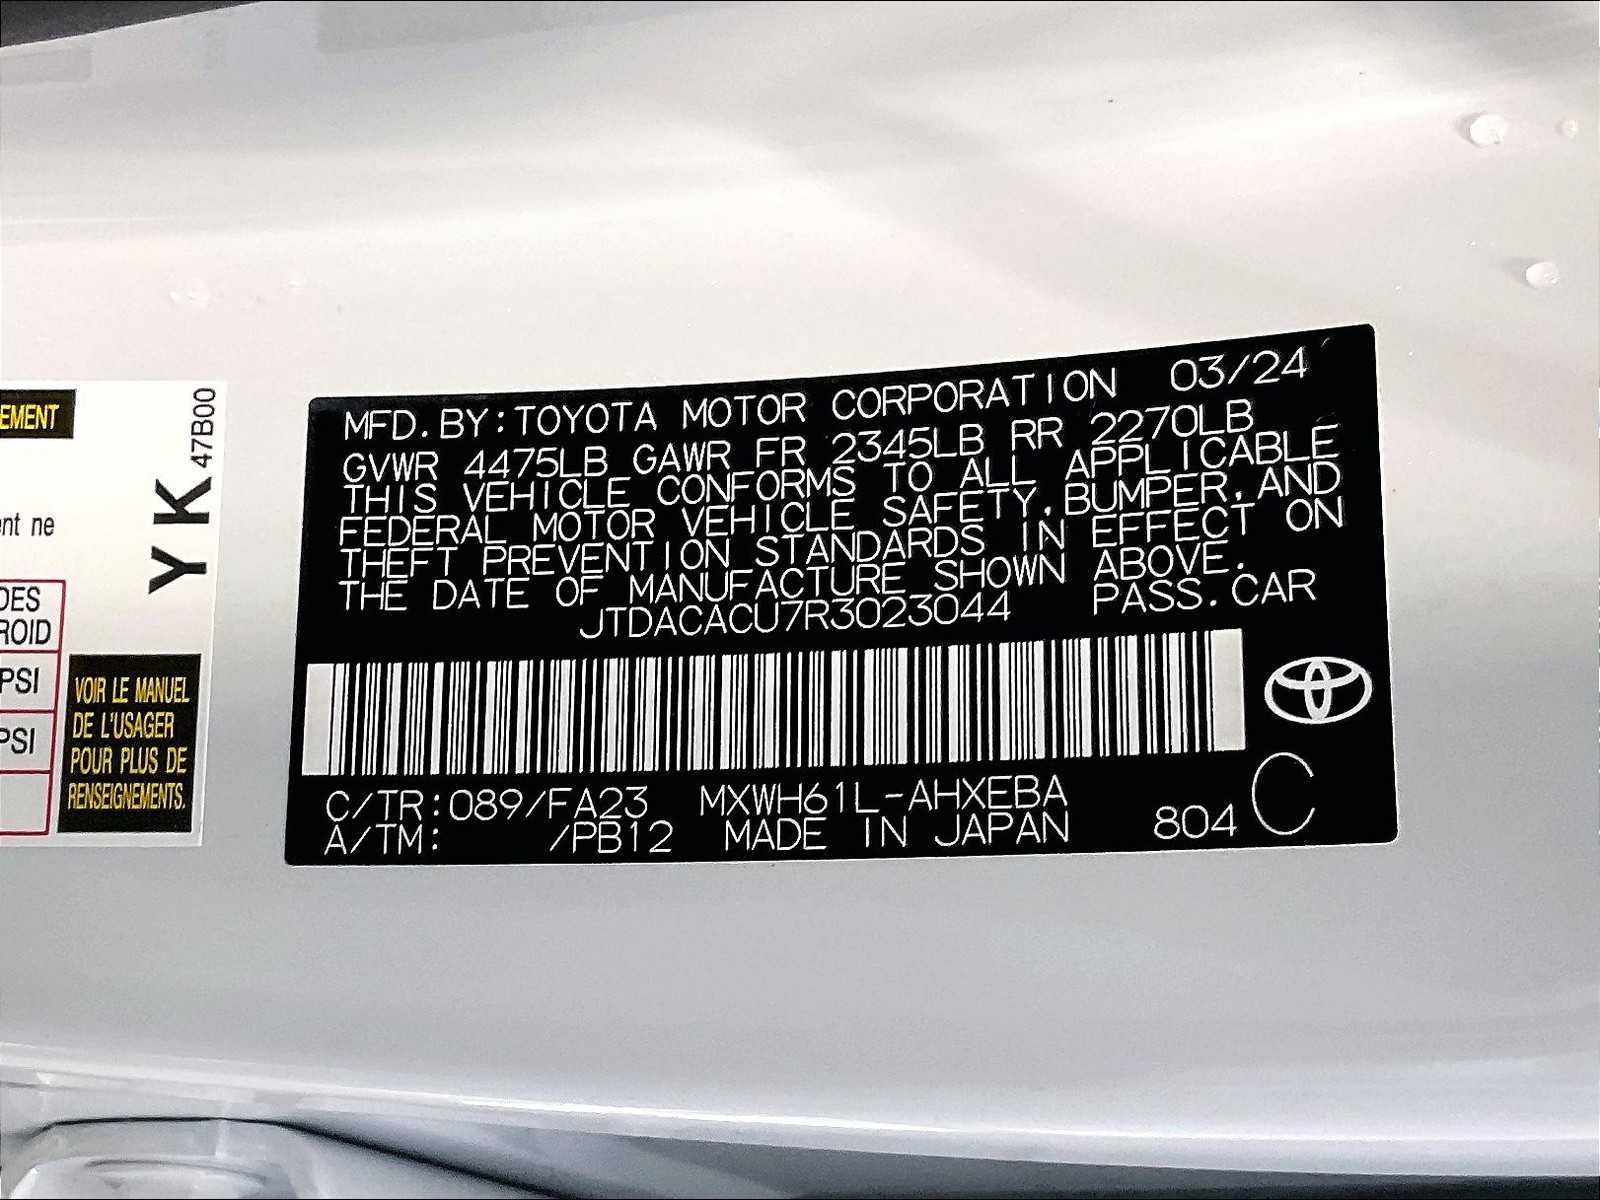 EMENT
ent ne
DES
ROID
PSI
PSI
YK 47B00
VOIR LE MANUEL
DE L'USAGER
POUR PLUS DE
RENSEIGNEMENTS.
MFD. BY: TOYOTA MOTOR CORPORATION 03/24
GVWR 4475LB GAWR FR 2345LB RR 2270LB
THIS VEHICLE CONFORMS TO ALL APPLICABLE
FEDERAL MOTOR VEHICLE SAFETY, BUMPER, AND
THEFT PREVENTION STANDARDS IN EFFECT ON
THE DATE OF MANUFACTURE SHOWN ABOVE.
JTDACACU7R3023044 PASS. CAR
C/TR: 089/FA23 MXWH61L-AHXEBA
A/TM: /PB12 MADE IN JAPAN 804 C